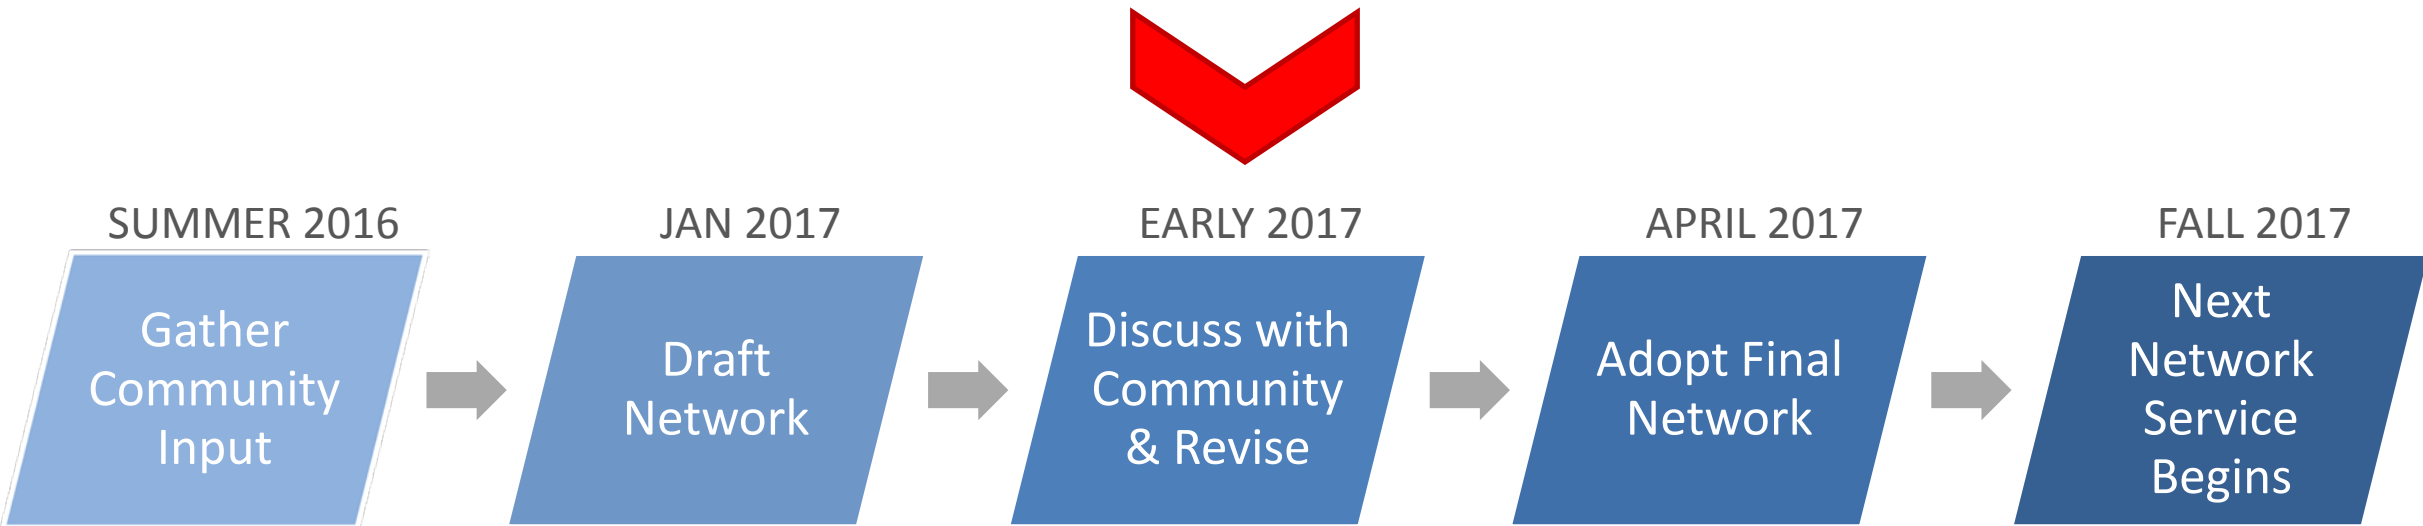 SUMMER 2016
Gather
Community
Input
JAN 2017
Draft
Network
EARLY 2017
Discuss with
Community
& Revise
APRIL 2017
Adopt Final
Network
FALL 2017
Next
Network
Service
Begins